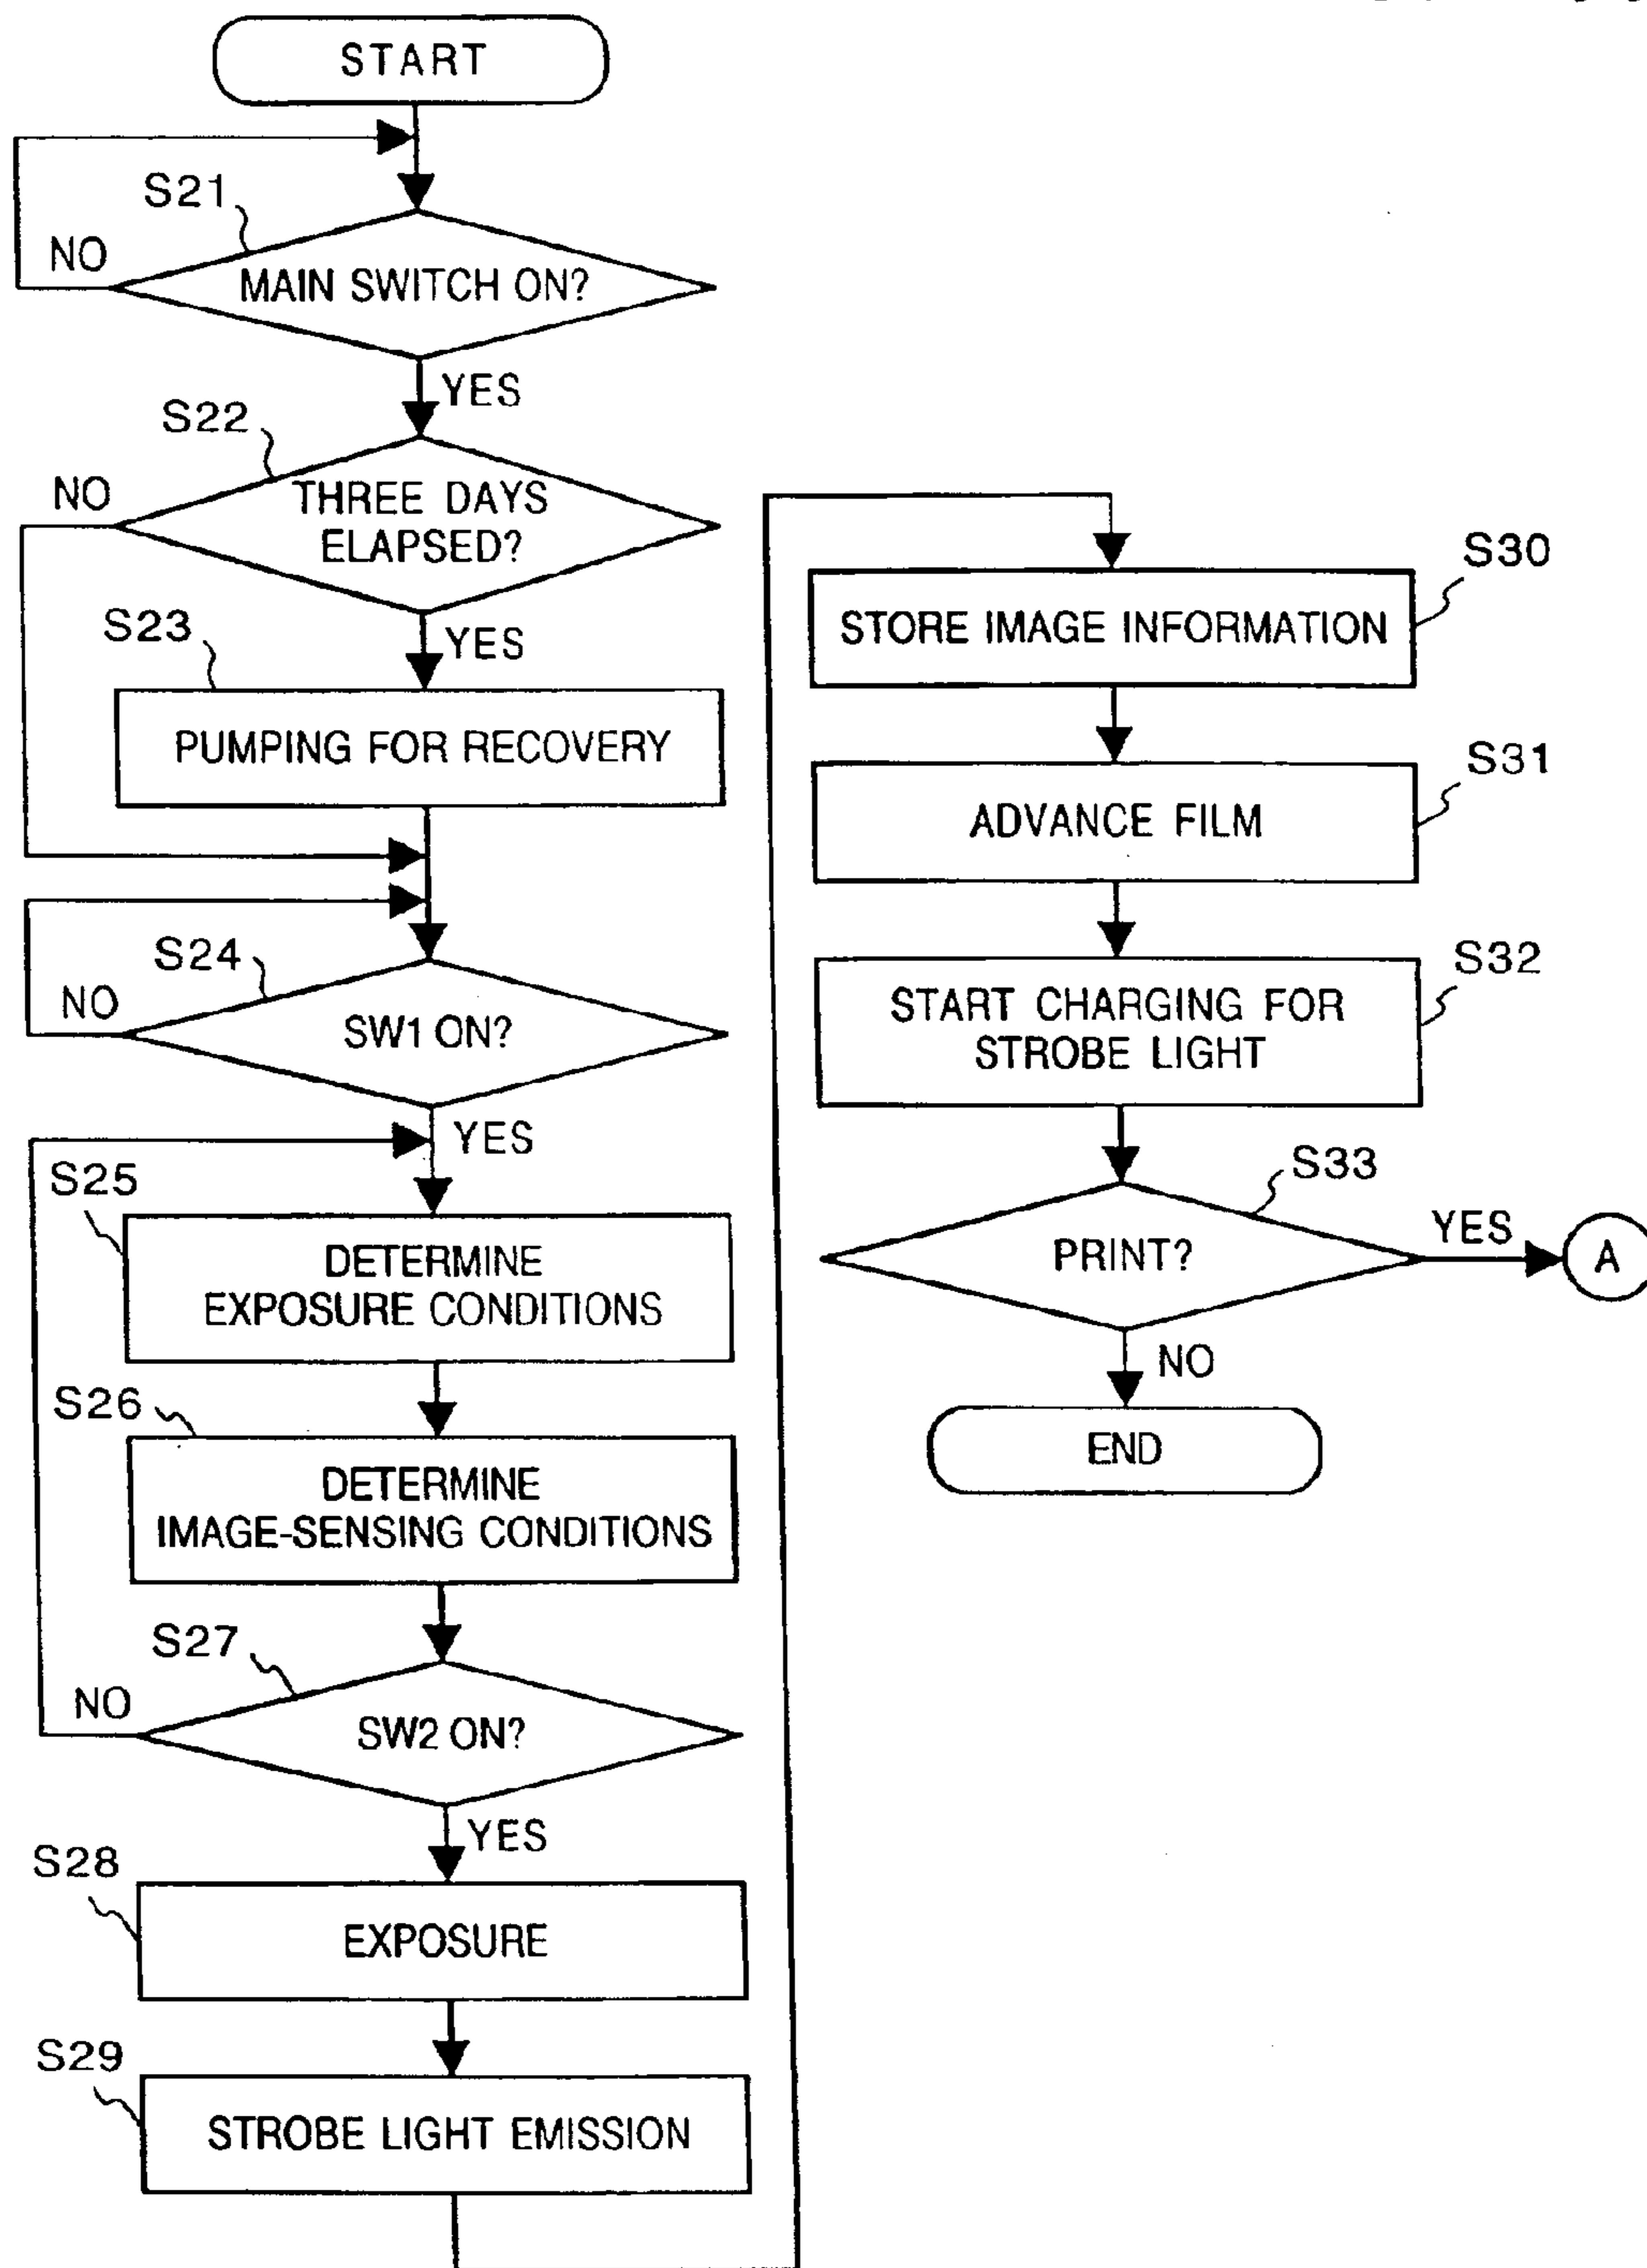 START
S21
NO
MAIN SWITCH ON?
YES
S22
NO
THREE DAYS
ELAPSED?
S23
YES
PUMPING FOR RECOVERY
S24
NO
SW1 ON?
YES
S25
DETERMINE
EXPOSURE CONDITIONS
S26
DETERMINE
IMAGE-SENSING CONDITIONS
S27
NO
SW2 ON?
YES
S28
EXPOSURE
S29
STROBE LIGHT EMISSION
S30
STORE IMAGE INFORMATION
S31
ADVANCE FILM
S32
START CHARGING FOR
STROBE LIGHT
S33
PRINT?
YES
A
NO
END